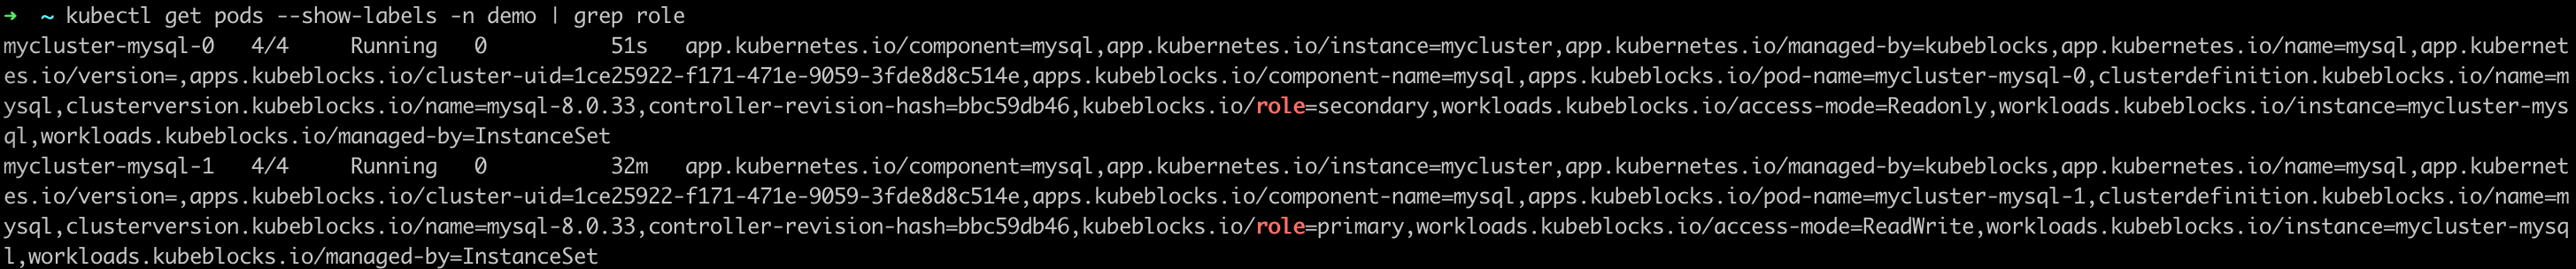 ➜  ~ kubectl get pods --show-labels -n demo | grep role
mycluster-mysql-0   4/4     Running   0          51s   app.kubernetes.io/component=mysql,app.kubernetes.io/instance=mycluster,app.kubernetes.io/managed-by=kubeblocks,app.kubernetes.io/name=mysql,app.kubernet
es.io/version=,apps.kubeblocks.io/cluster-uid=1ce25922-f171-471e-9059-3fde8d8c514e,apps.kubeblocks.io/component-name=mysql,apps.kubeblocks.io/pod-name=mycluster-mysql-0,clusterdefinition.kubeblocks.io/name=m
ysql,clusterversion.kubeblocks.io/name=mysql-8.0.33,controller-revision-hash=bbc59db46,kubeblocks.io/role=secondary,workloads.kubeblocks.io/access-mode=Readonly,workloads.kubeblocks.io/instance=mycluster-mys
ql,workloads.kubeblocks.io/managed-by=InstanceSet
mycluster-mysql-1   4/4     Running   0          32m   app.kubernetes.io/component=mysql,app.kubernetes.io/instance=mycluster,app.kubernetes.io/managed-by=kubeblocks,app.kubernetes.io/name=mysql,app.kubernet
es.io/version=,apps.kubeblocks.io/cluster-uid=1ce25922-f171-471e-9059-3fde8d8c514e,apps.kubeblocks.io/component-name=mysql,apps.kubeblocks.io/pod-name=mycluster-mysql-1,clusterdefinition.kubeblocks.io/name=m
ysql,clusterversion.kubeblocks.io/name=mysql-8.0.33,controller-revision-hash=bbc59db46,kubeblocks.io/role=primary,workloads.kubeblocks.io/access-mode=ReadWrite,workloads.kubeblocks.io/instance=mycluster-mysq
l,workloads.kubeblocks.io/managed-by=InstanceSet